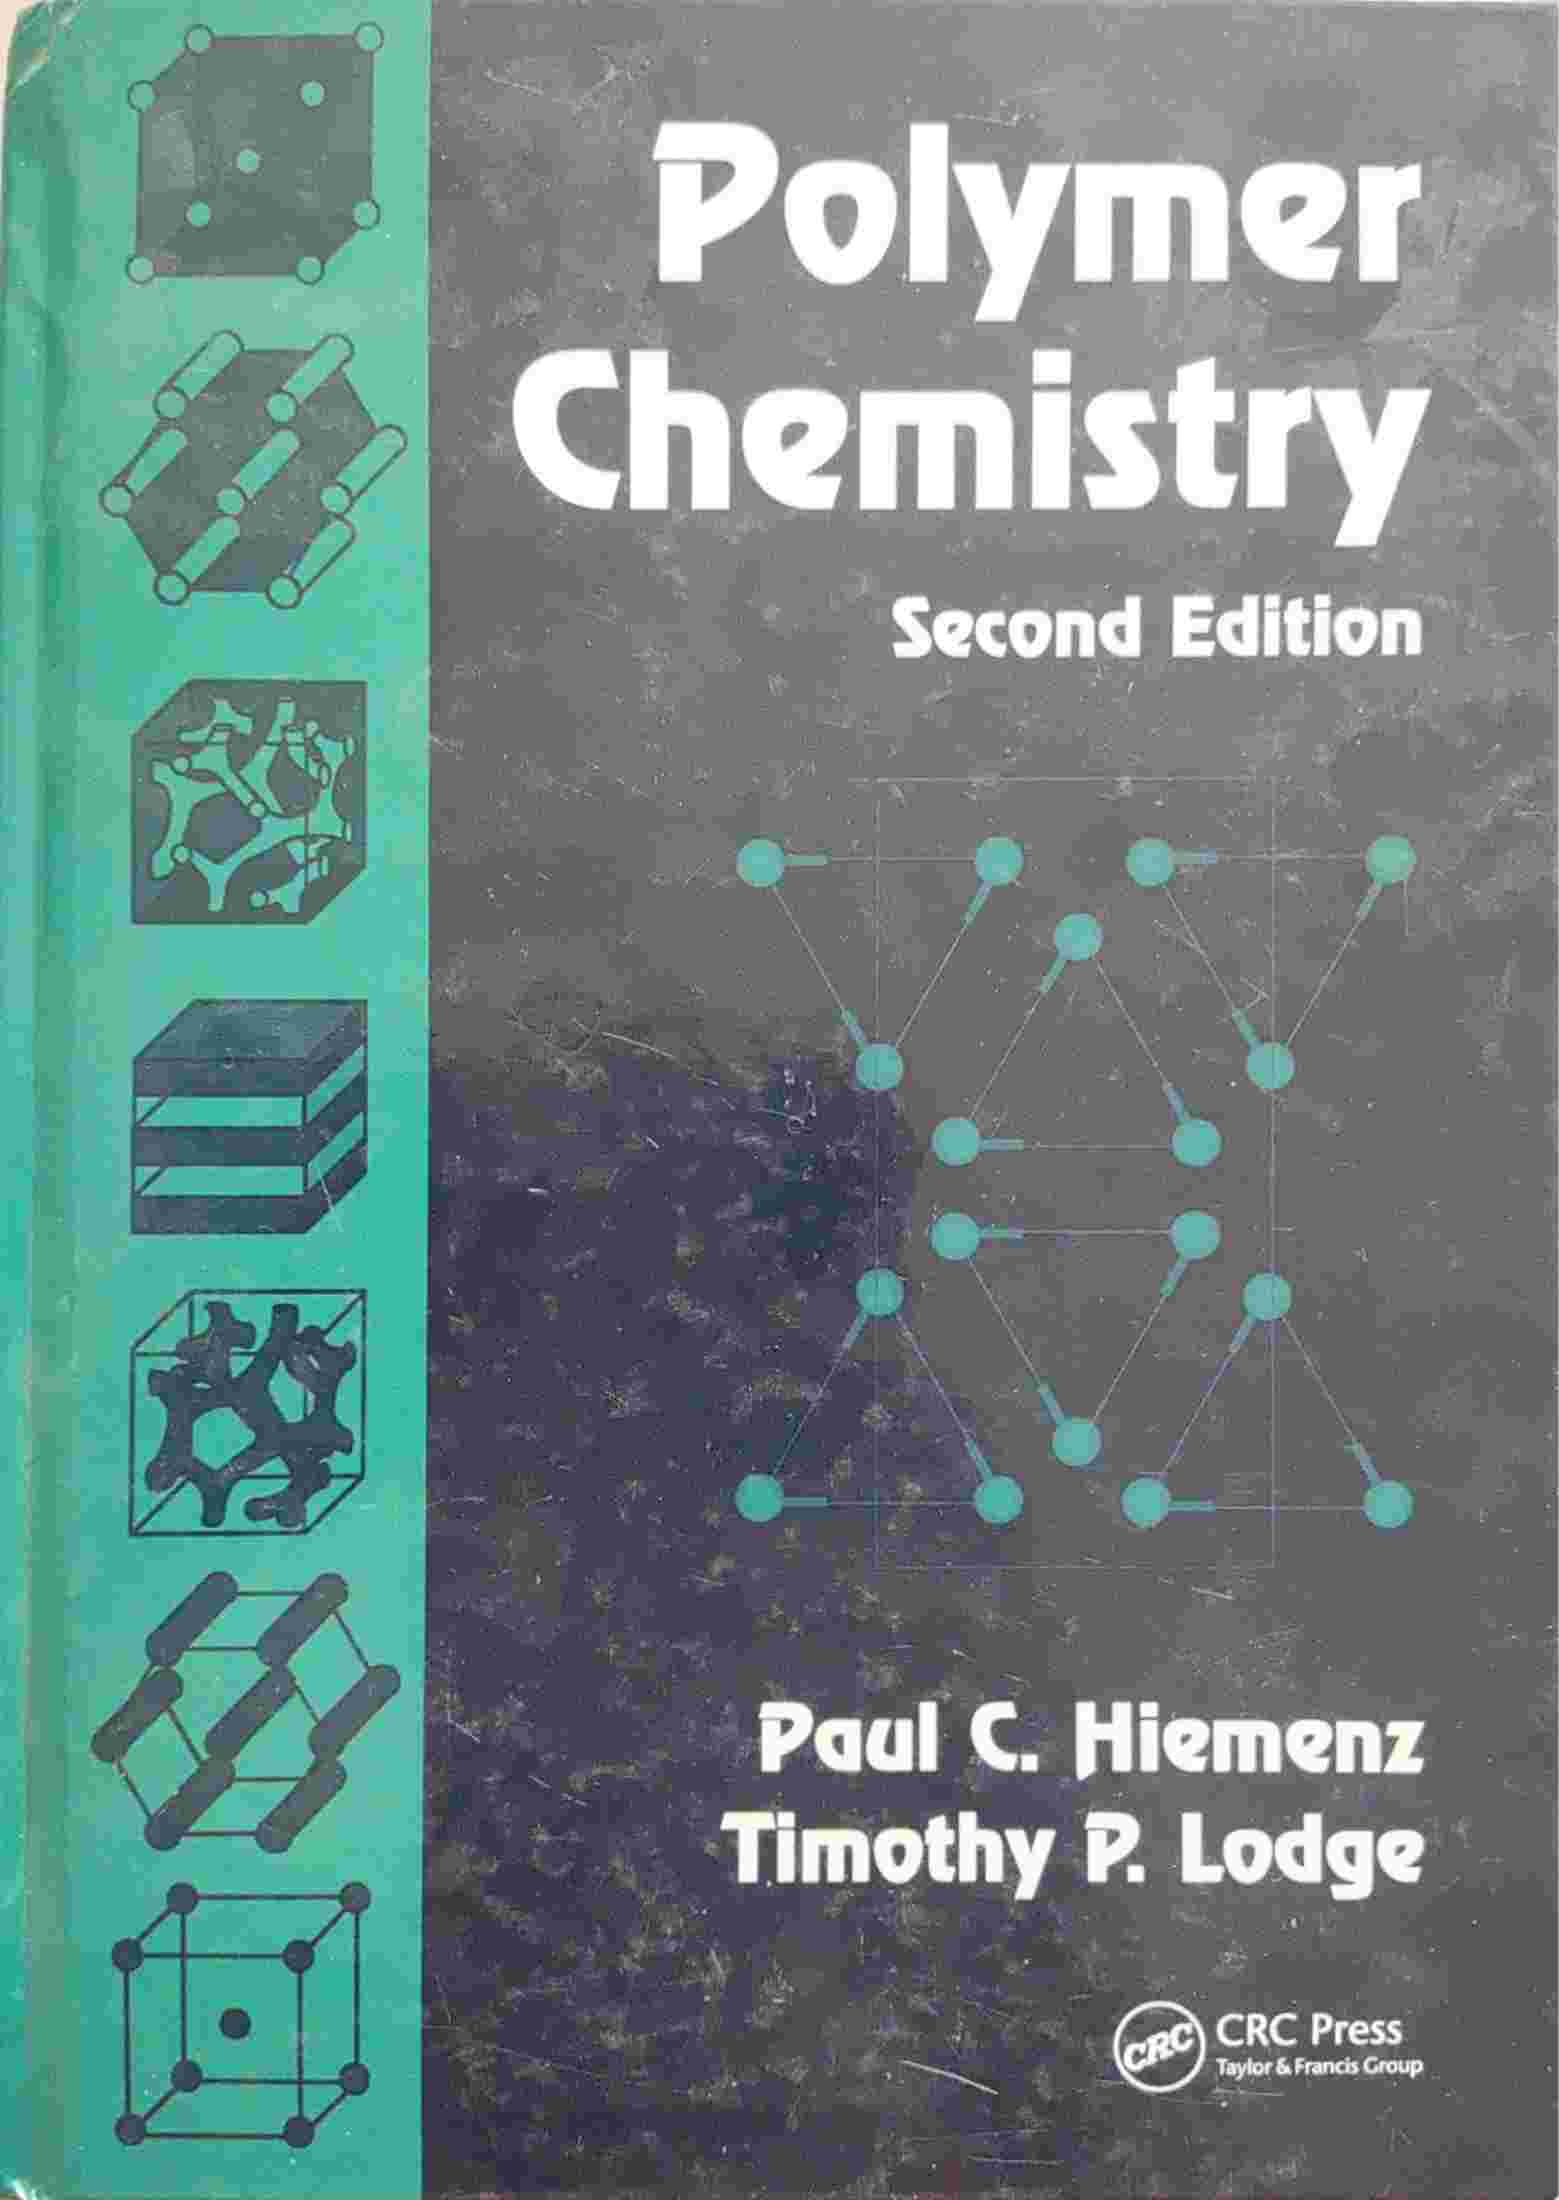 Polymer
Chemistry
Second Edition
Paul C. Hiemenz
Timothy P. Lodge
CRC CRC Press
Taylor & Francis Group